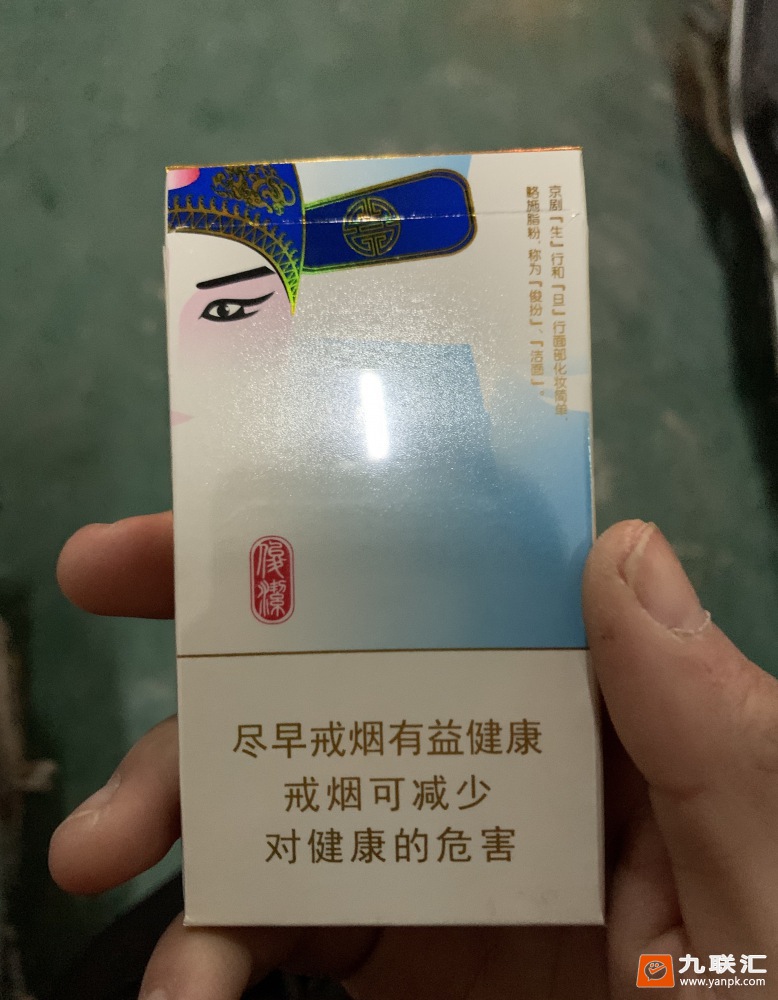 京剧『生』行和『旦』行面部化妆简单，
略施脂粉，称为『俊扮』、『洁面』。
俊潔
尽早戒烟有益健康
戒烟可减少
对健康的危害
九联汇
www.yanpk.com